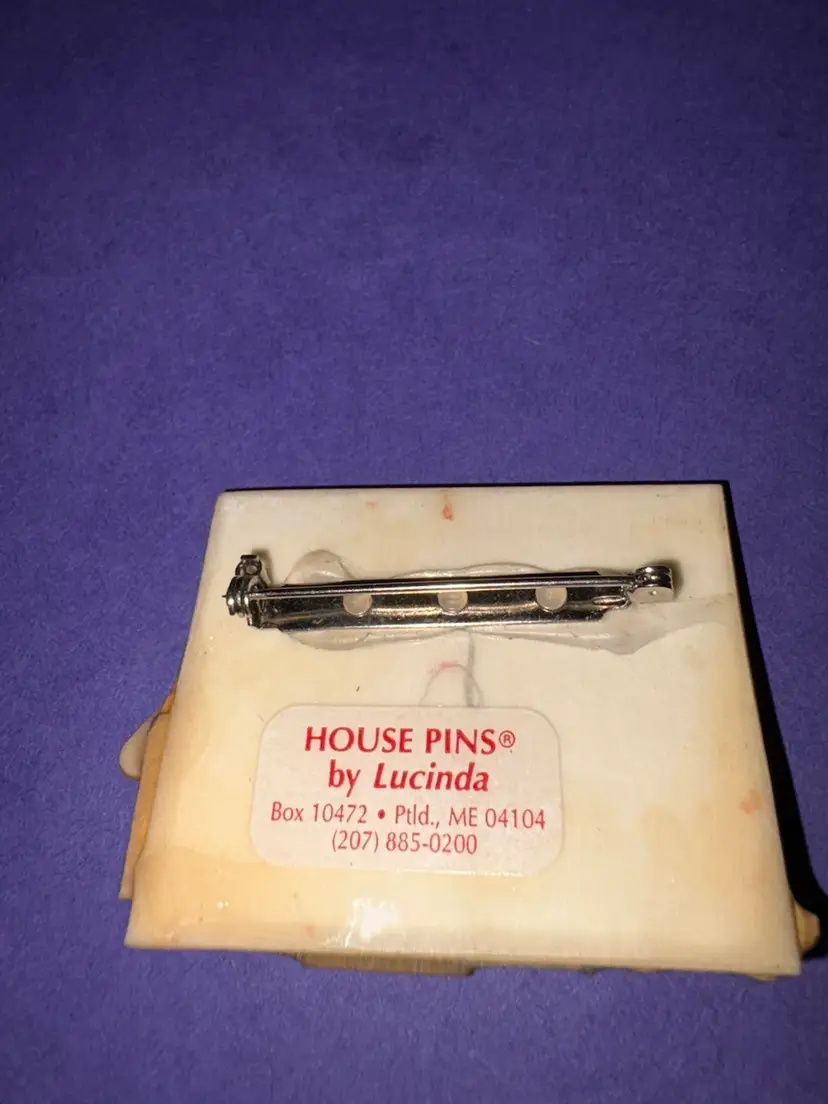 HOUSE PINS®
by Lucinda
Box 10472 • Ptld., ME 04104
(207) 885-0200